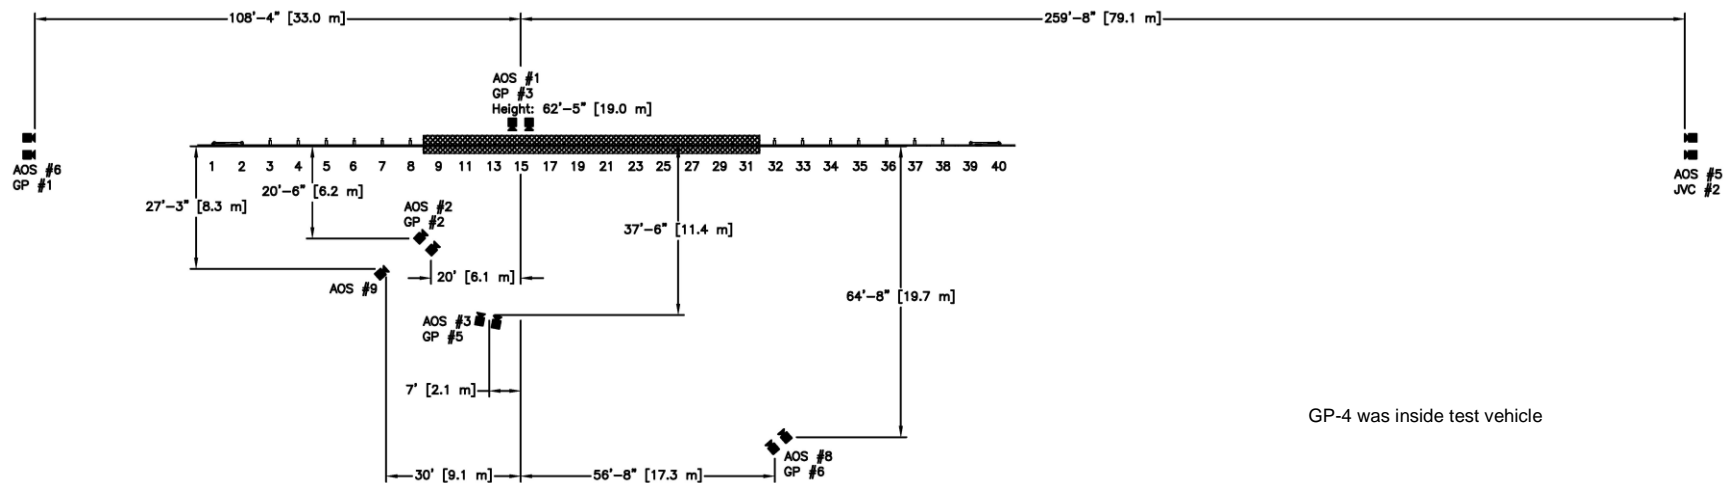 108'-4" [33.0 m]
259'-8" [79.1 m]
AOS #1
GP #3
Height: 62'-5" [19.0 m]
AOS #6
GP #1
1 2 3 4 5 6 7 8 9 11 13 15 17 19 21 23 25 27 29 31 32 33 34 35 36 37 38 39 40
AOS #5
JVC #2
20'-6" [6.2 m]
27'-3" [8.3 m]
AOS #2
GP #2
37'-6" [11.4 m]
20' [6.1 m]
AOS #9
64'-8" [19.7 m]
AOS #3
GP #5
7' [2.1 m]
GP-4 was inside test vehicle
AOS #8
GP #6
30' [9.1 m]
56'-8" [17.3 m]